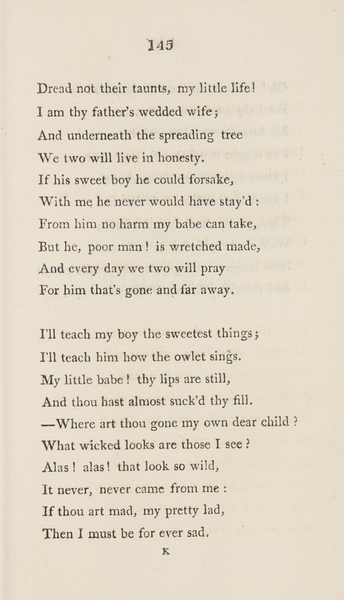 145
Dread not their taunts, my little life!
I am thy father's wedded wife;
And underneath the spreading tree
We two will live in honesty.
If his sweet boy he could forsake,
With me he never would have stay'd :
From him no harm my babe can take,
But he, poor man! is wretched made,
And every day we two will pray
For him that's gone and far away.
I'll teach my boy the sweetest things;
I'll teach him how the owlet sings.
My little babe! thy lips are still,
And thou hast almost suck'd thy fill.
—Where art thou gone my own dear child?
What wicked looks are those I see?
Alas! alas! that look so wild,
It never, never came from me :
If thou art mad, my pretty lad,
Then I must be for ever sad.
K